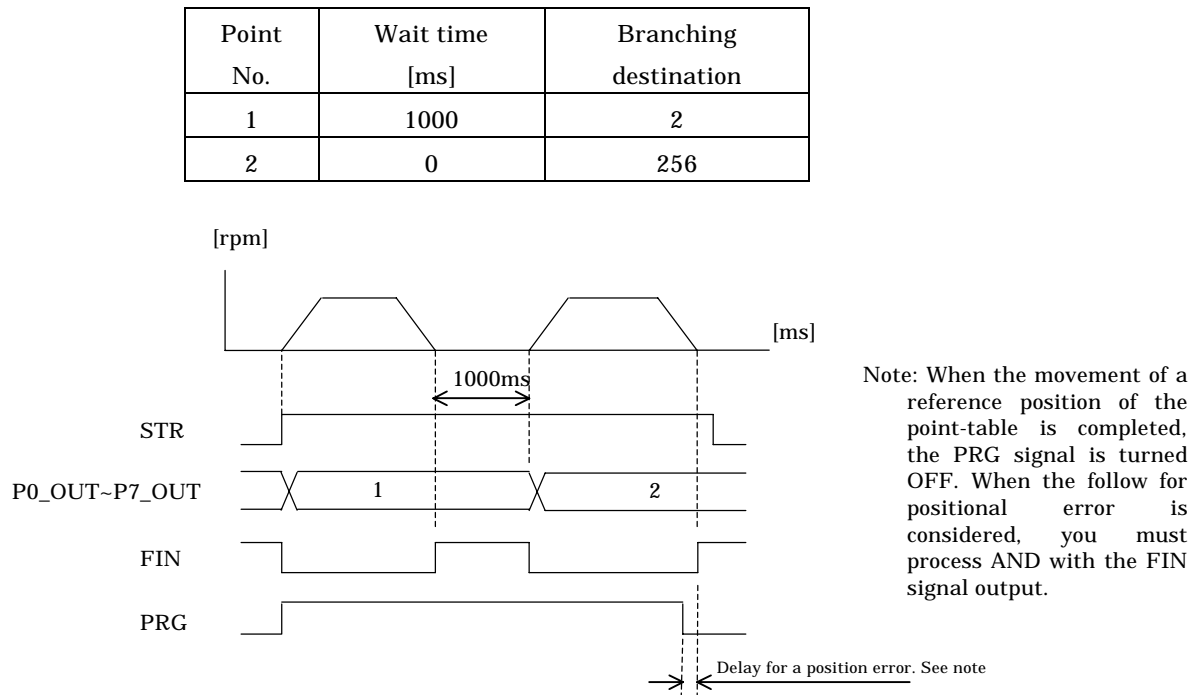 Point No. Wait time [ms] Branching destination
1 1000 2
2 0 256
[rpm]
[ms]
1000ms
STR
P0_OUT~P7_OUT 1 2
FIN
PRG
Delay for a position error. See note
Note: When the movement of a
reference position of the
point-table is completed,
the PRG signal is turned
OFF. When the follow for
positional error is
considered, you must
process AND with the FIN
signal output.